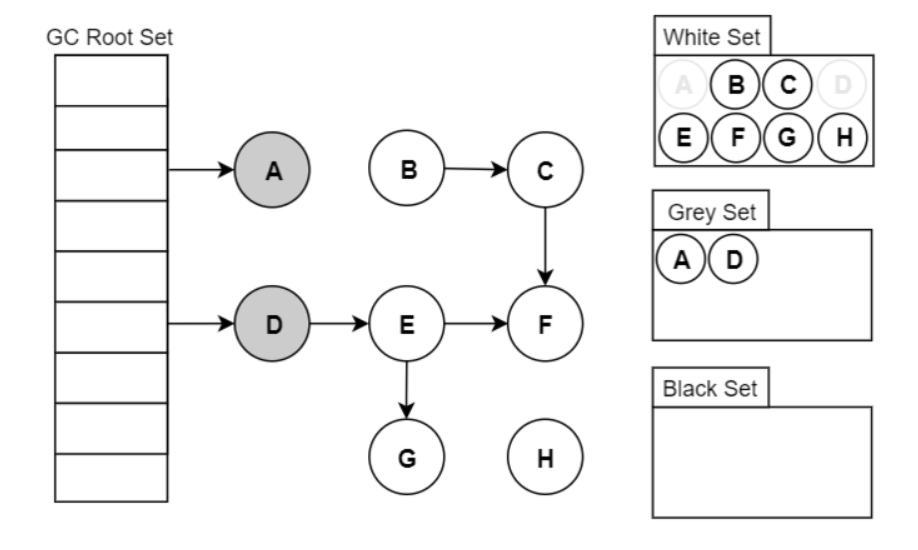 GC Root Set
A
B
C
D
E
F
G
H
White Set
A B C D
E F G H
Grey Set
A D
Black Set